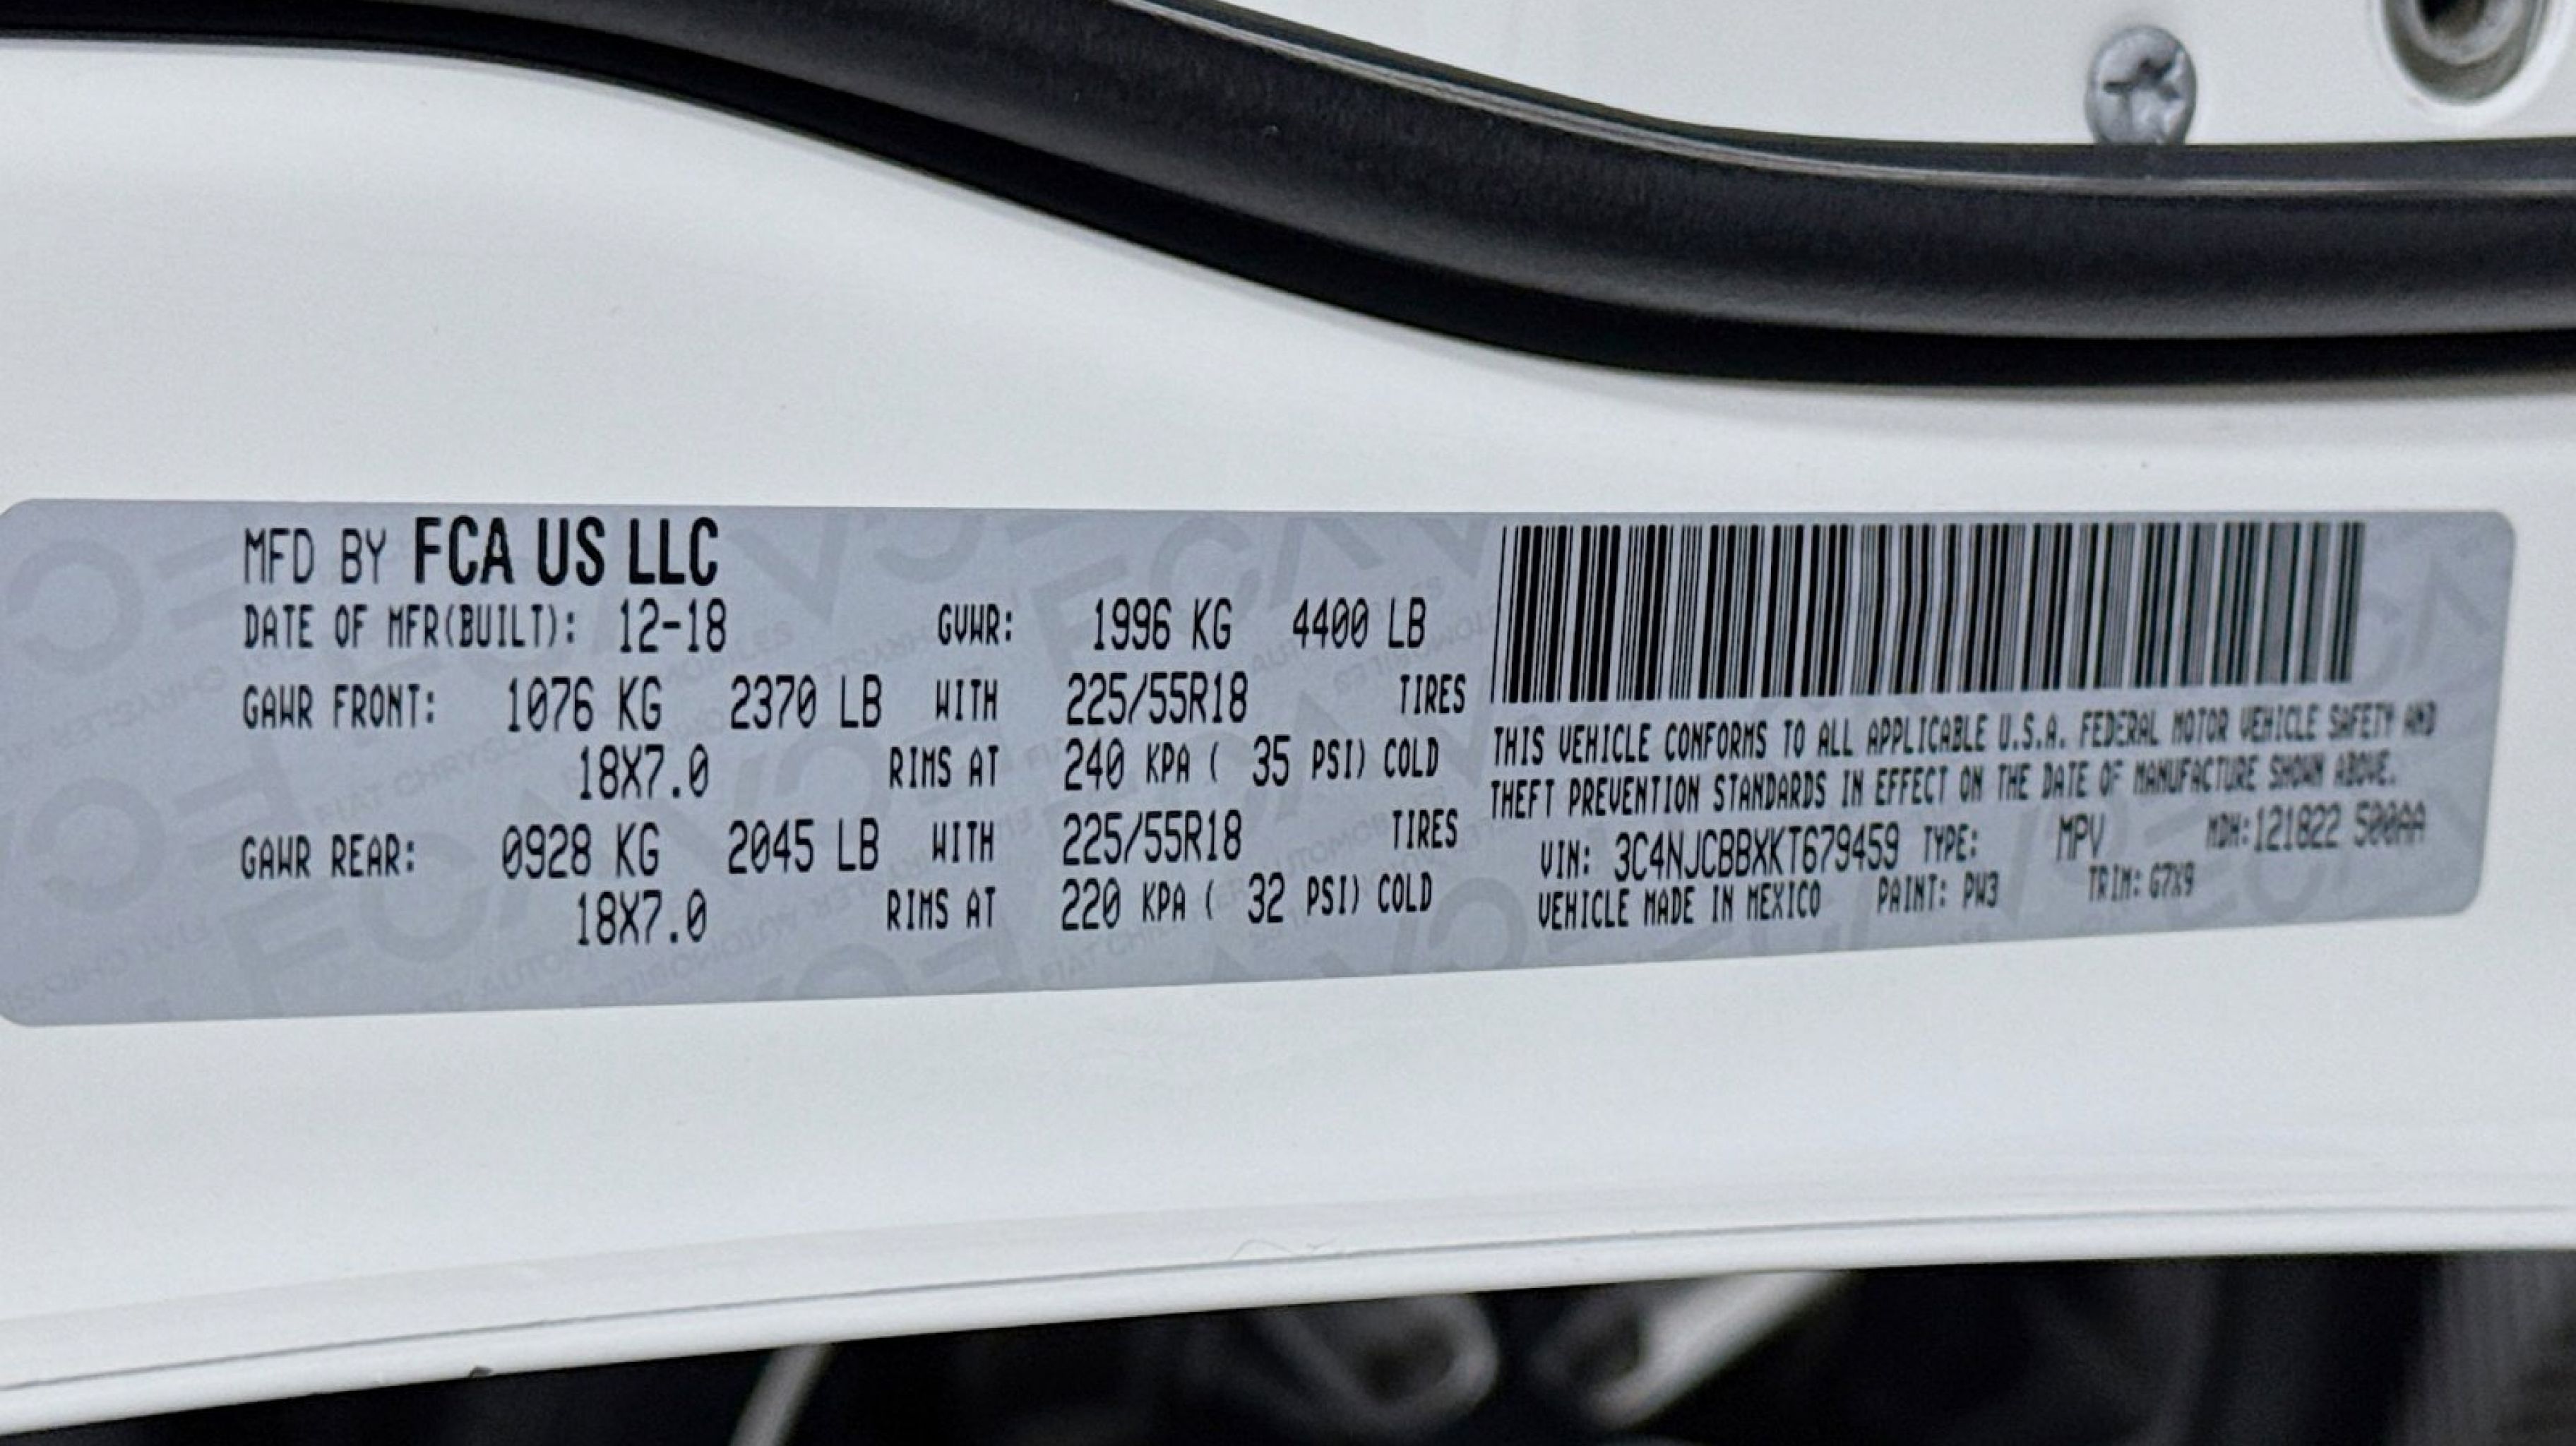 MFD BY FCA US LLC
DATE OF MFR(BUILT): 12-18 GVWR: 1996 KG 4400 LB
GAWR FRONT: 1076 KG 2370 LB WITH 225/55R18 TIRES
18X7.0 RIMS AT 240 KPA ( 35 PSI) COLD
GAWR REAR: 0928 KG 2045 LB WITH 225/55R18 TIRES
18X7.0 RIMS AT 220 KPA ( 32 PSI) COLD
THIS VEHICLE CONFORMS TO ALL APPLICABLE U.S.A. FEDERAL MOTOR VEHICLE SAFETY AND
THEFT PREVENTION STANDARDS IN EFFECT ON THE DATE OF MANUFACTURE SHOWN ABOVE.
VIN: 3C4NJCBBXKT679459 TYPE: MPV MDH:121822 500AA
VEHICLE MADE IN MEXICO PAINT: PW3 TRIM: G7X9